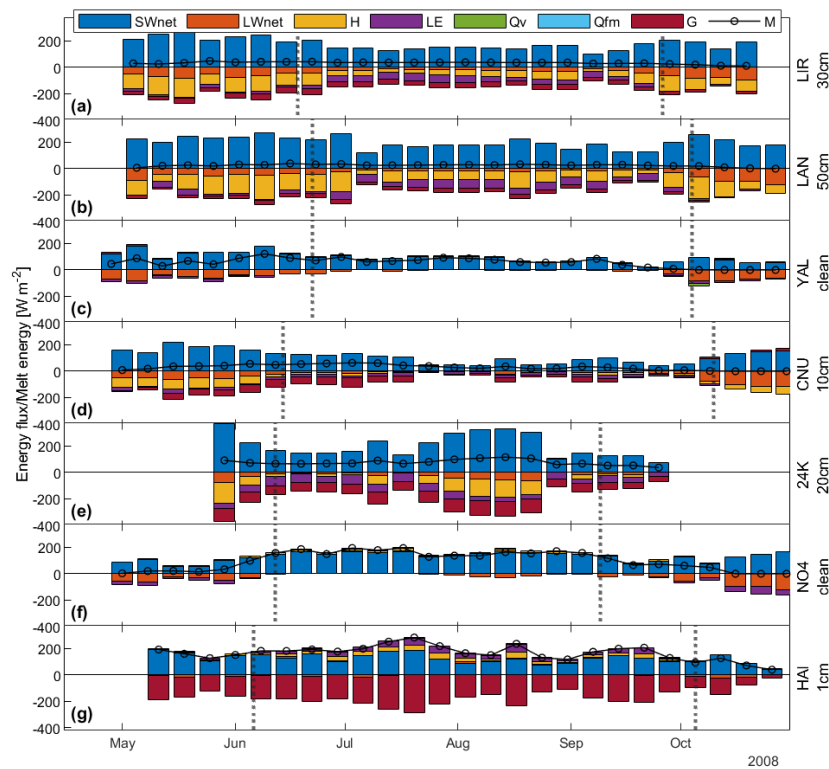 SWnet LWnet H LE Qv Qfm G M
200
0
-200
-400
(a)
LIR
30cm
200
0
-200
-400
(b)
LAN
50cm
200
0
-200
-400
(c)
YAL
clean
200
0
-200
-400
(d)
CNU
10cm
200
0
-200
-400
(e)
24K
20cm
200
0
-200
-400
(f)
NO4
clean
200
0
-200
-400
(g)
HAI
1cm
Energy flux/Melt energy [W m-2]
May Jun Jul Aug Sep Oct
2008